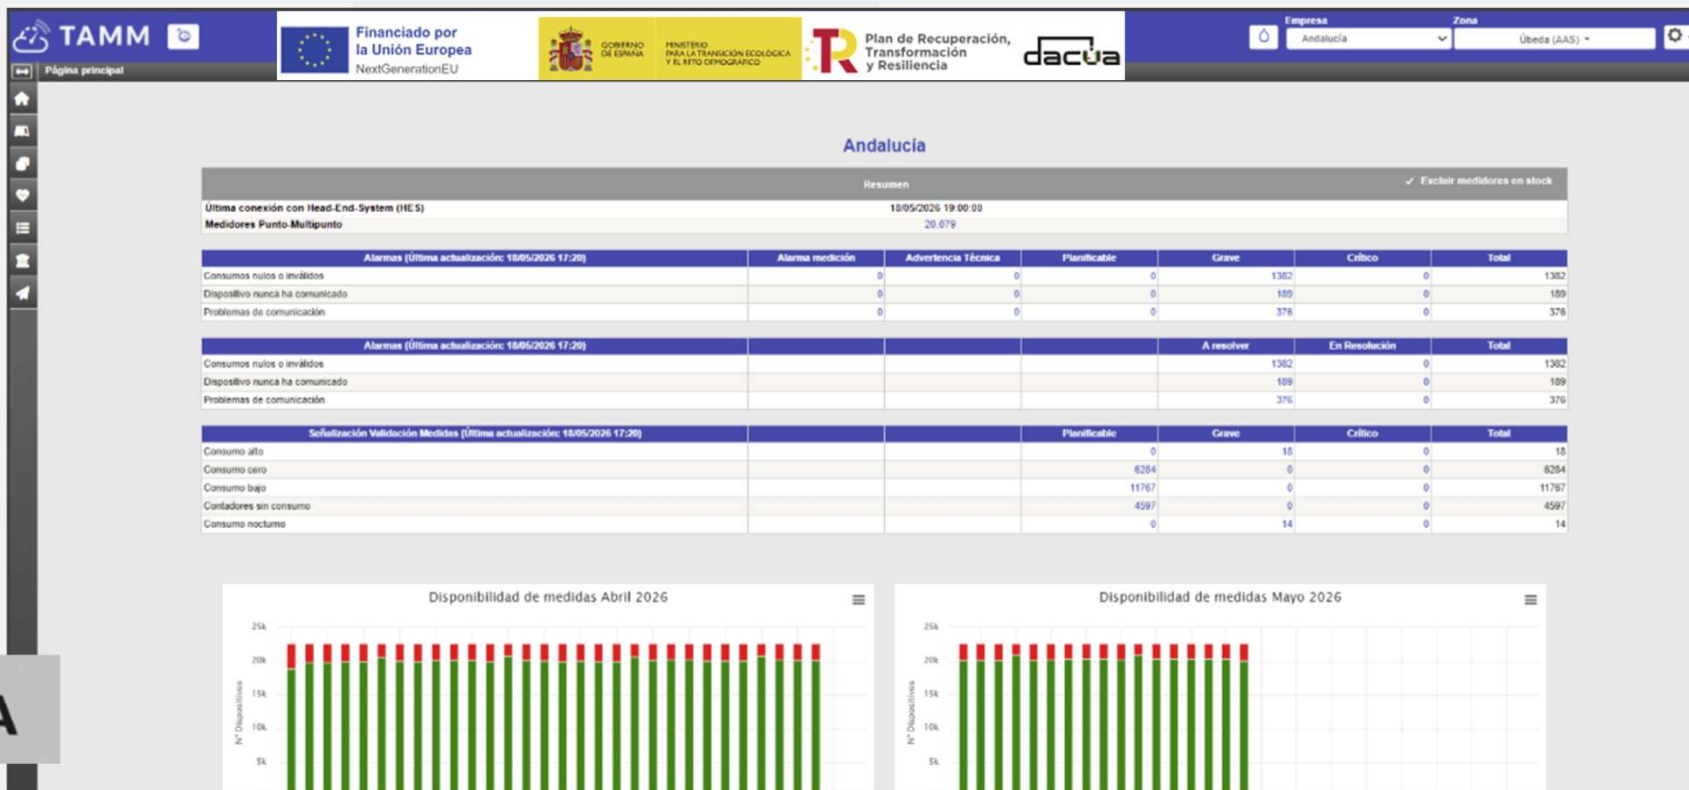 TAMM
Financiado por
la Unión Europea
NextGenerationEU
GOBIERNO
DE ESPAÑA
MINISTERIO
PARA LA TRANSICIÓN ECOLÓGICA
Y EL RETO DEMOGRÁFICO
Plan de Recuperación,
Transformación
y Resiliencia
dacua
Empresa
Andalucía
Zona
Úbeda (AAS)
Página principal
Andalucía
Resumen
Excluir medidores en stock
Última conexión con Head-End-System (HES) 18/05/2026 19:00:00
Medidores Punto-Multipunto 20.079
Alarmas (Última actualización: 18/05/2026 17:20) Alarma medición Advertencia Técnica Planificable Grave Crítico Total
Consumos nulos o inválidos 0 0 0 1382 0 1382
Dispositivo nunca ha comunicado 0 0 0 189 0 189
Problemas de comunicación 0 0 0 376 0 376
Alarmas (Última actualización: 18/05/2026 17:20) A resolver En Resolución Total
Consumos nulos o inválidos 1382 0 1382
Dispositivo nunca ha comunicado 189 0 189
Problemas de comunicación 376 0 376
Señalización Validación Medidas (Última actualización: 18/05/2026 17:20) Planificable Grave Crítico Total
Consumo alto 0 18 0 18
Consumo cero 6284 0 0 6284
Consumo bajo 11767 0 0 11767
Contadores sin consumo 4597 0 0 4597
Consumo nocturno 0 14 0 14
Disponibilidad de medidas Abril 2026
25k
20k
15k
10k
5k
N° Dispositivos
Disponibilidad de medidas Mayo 2026
25k
20k
15k
10k
5k
N° Dispositivos
A